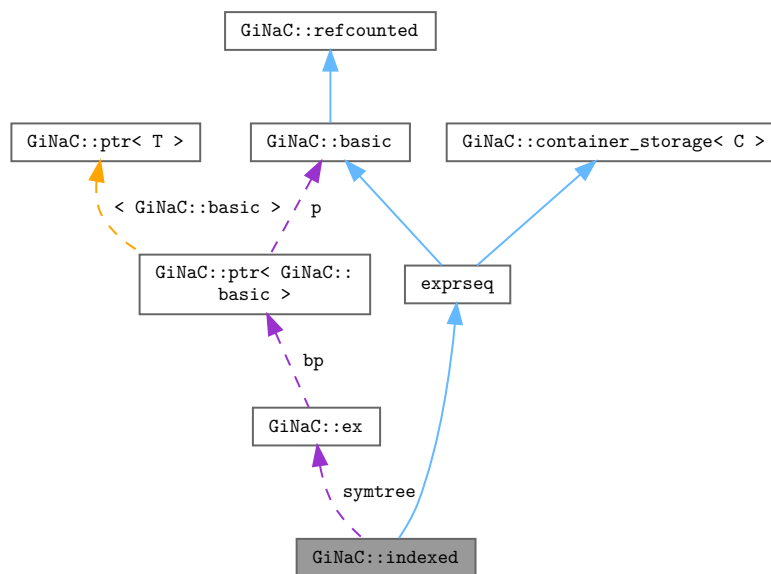 GiNaC::refcounted
GiNaC::ptr< T >
GiNaC::basic
GiNaC::container_storage< C >
< GiNaC::basic >
p
GiNaC::ptr< GiNaC::
basic >
exprseq
bp
GiNaC::ex
symtree
GiNaC::indexed